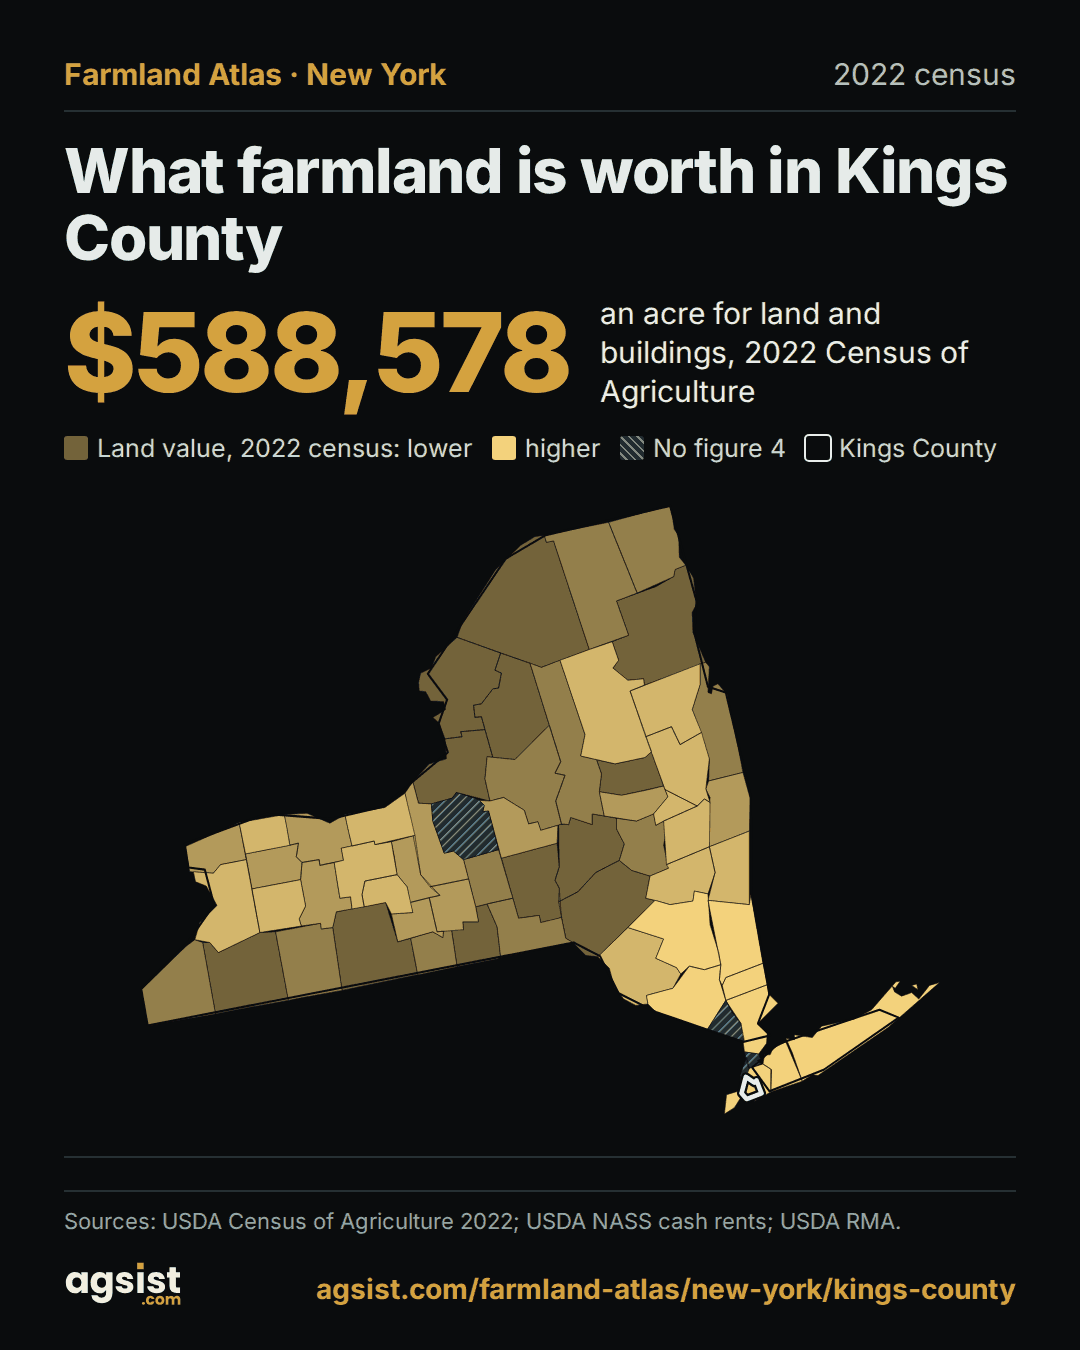 Farmland Atlas · New York
2022 census
What farmland is worth in Kings
County
$588,578
an acre for land and
buildings, 2022 Census of
Agriculture
Land value, 2022 census: lower
higher
No figure 4
Kings County
Sources: USDA Census of Agriculture 2022; USDA NASS cash rents; USDA RMA.
agsist
.com
agsist.com/farmland-atlas/new-york/kings-county